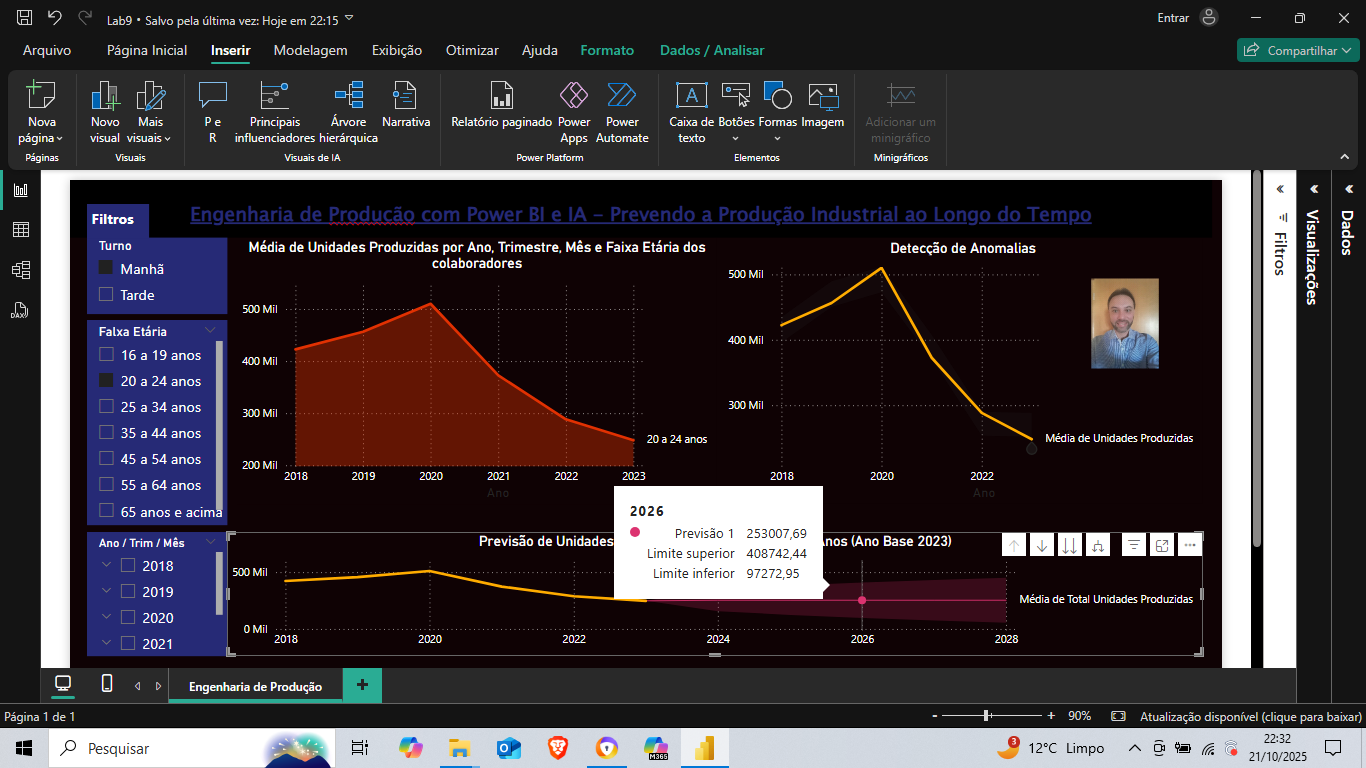 Lab9 • Salvo pela última vez: Hoje em 22:15
Entrar
Arquivo Página Inicial Inserir Modelagem Exibição Otimizar Ajuda Formato Dados / Analisar
Compartilhar
Nova página
Novo visual
Mais visuais
P e R
Principais influenciadores
Árvore hierárquica
Narrativa
Relatório paginado
Power Apps
Power Automate
Caixa de texto
Botões
Formas
Imagem
Adicionar um minigráfico
Páginas Visuais Visuais de IA Power Platform Elementos Minigráficos
Engenharia de Producão com Power BI e IA – Prevendo a Produção Industrial ao Longo do Tempo
Filtros
Turno
Manhã
Tarde
Falxa Etária
16 a 19 anos
20 a 24 anos
25 a 34 anos
35 a 44 anos
45 a 54 anos
55 a 64 anos
65 anos e acima
Ano / Trim / Mês
2018
2019
2020
2021
Média de Unidades Produzidas por Ano, Trimestre, Mês e Faixa Etária dos
colaboradores
500 Mil
400 Mil
300 Mil
200 Mil
20 a 24 anos
2018 2019 2020 2021 2022 2023
Ano
Detecção de Anomalias
500 Mil
400 Mil
300 Mil
Média de Unidades Produzidas
2018 2020 2022
Ano
2026
Previsão 1 253007,69
Limite superior 408742,44
Limite inferior 97272,95
Previsão de Unidades
Anos (Ano Base 2023)
500 Mil
0 Mil
Média de Total Unidades Produzidas
2018 2020 2022 2024 2026 2028
Filtros
Visualizações
Dados
Engenharia de Produção
Página 1 de 1
- + 90%
Atualização disponível (clique para baixar)
Pesquisar
M365
3
12°C Limpo
22:32
21/10/2025
DAX